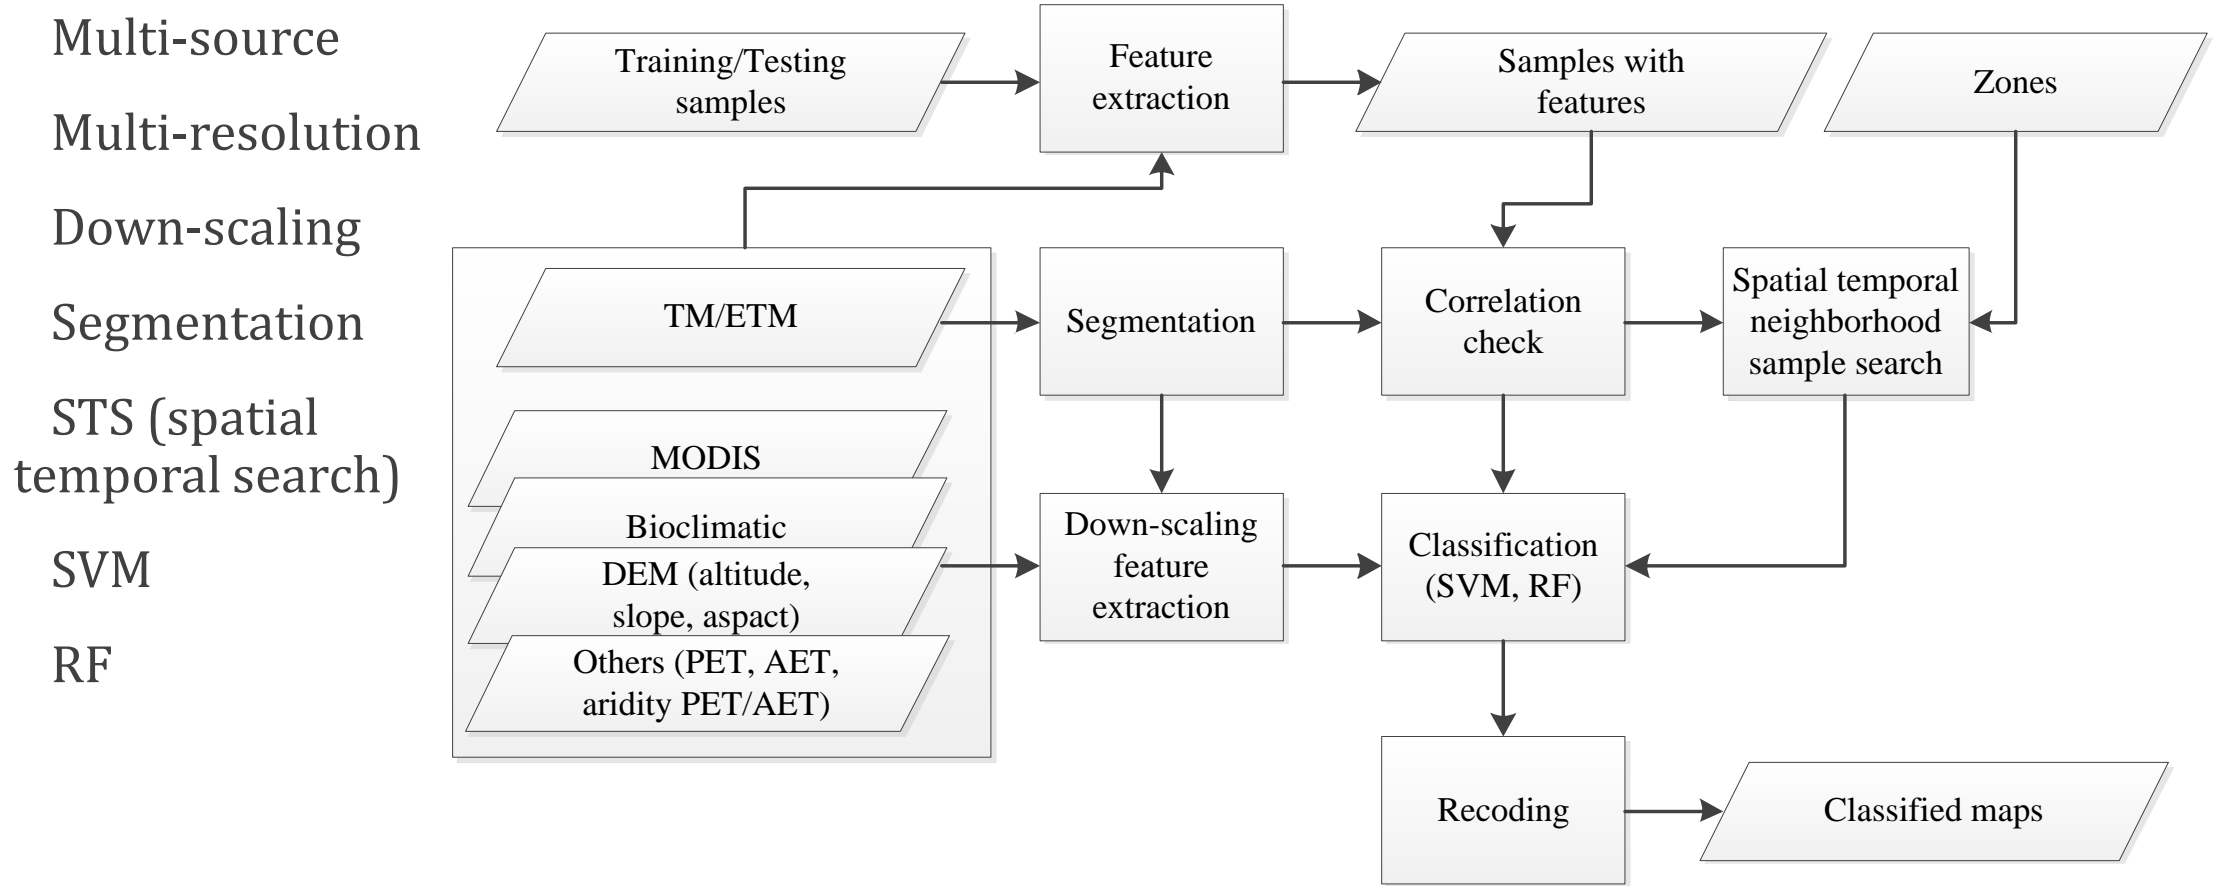 Multi-source
Multi-resolution
Down-scaling
Segmentation
STS (spatial
temporal search)
SVM
RF
Training/Testing
samples
Feature
extraction
Samples with
features
Zones
TM/ETM
Segmentation
Correlation
check
Spatial temporal
neighborhood
sample search
MODIS
Bioclimatic
DEM (altitude,
slope, aspact)
Others (PET, AET,
aridity PET/AET)
Down-scaling
feature
extraction
Classification
(SVM, RF)
Recoding
Classified maps